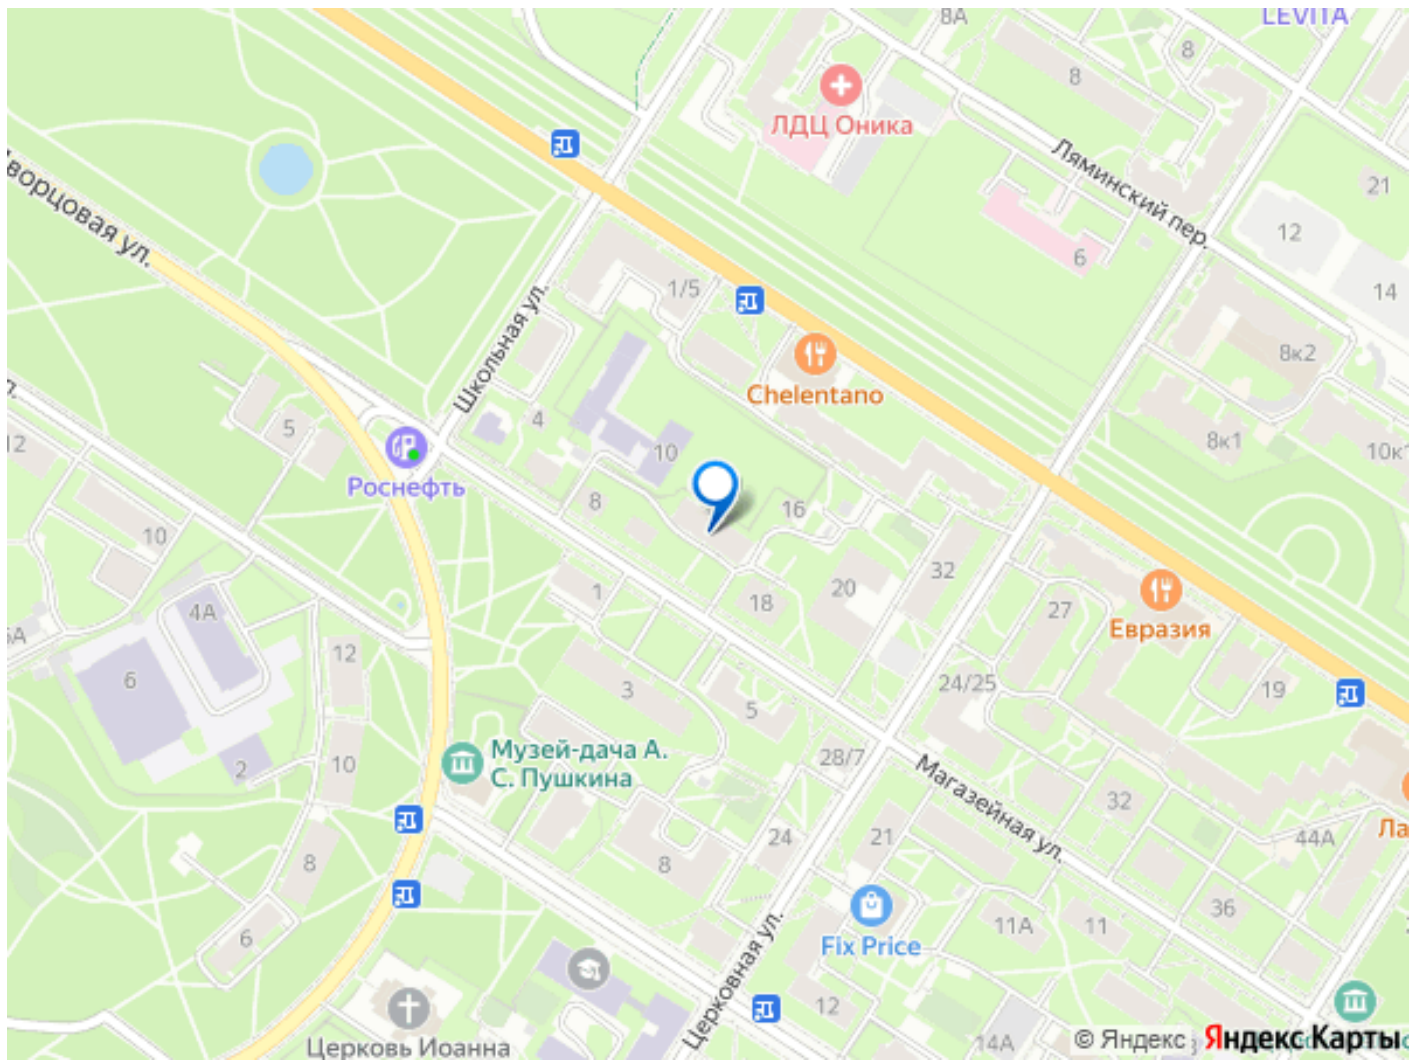 8А
LEVITA
8
8
ЛДЦ Оника
Ляминский пер.
21
12
6
14
Дворцовая ул.
1/5
Школьная ул.
8к2
Chelentano
12
5
4
10
8к1
10к1
Роснефть
8
16
10
4А
1
18
20
32
27
Евразия
12
6
3
5
24/25
19
2
10
Музей-дача А.
С. Пушкина
28/7
Магазейная ул.
32
44А
8
8
24
21
6
Церковная ул.
Fix Price
11А
11
36
12
14А
Церковь Иоанна
© Яндекс Яндекс Карты